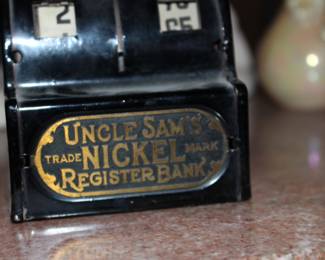 2
UNCLE SAM'S
TRADE NICKEL MARK
REGISTER BANK